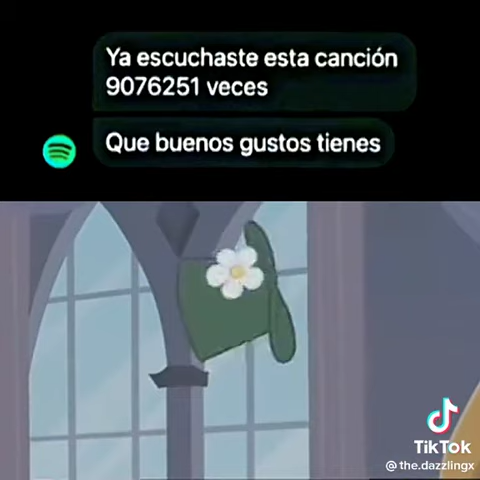 Ya escuchaste esta canción
9076251 veces
Que buenos gustos tienes
TikTok
@the.dazzlingx